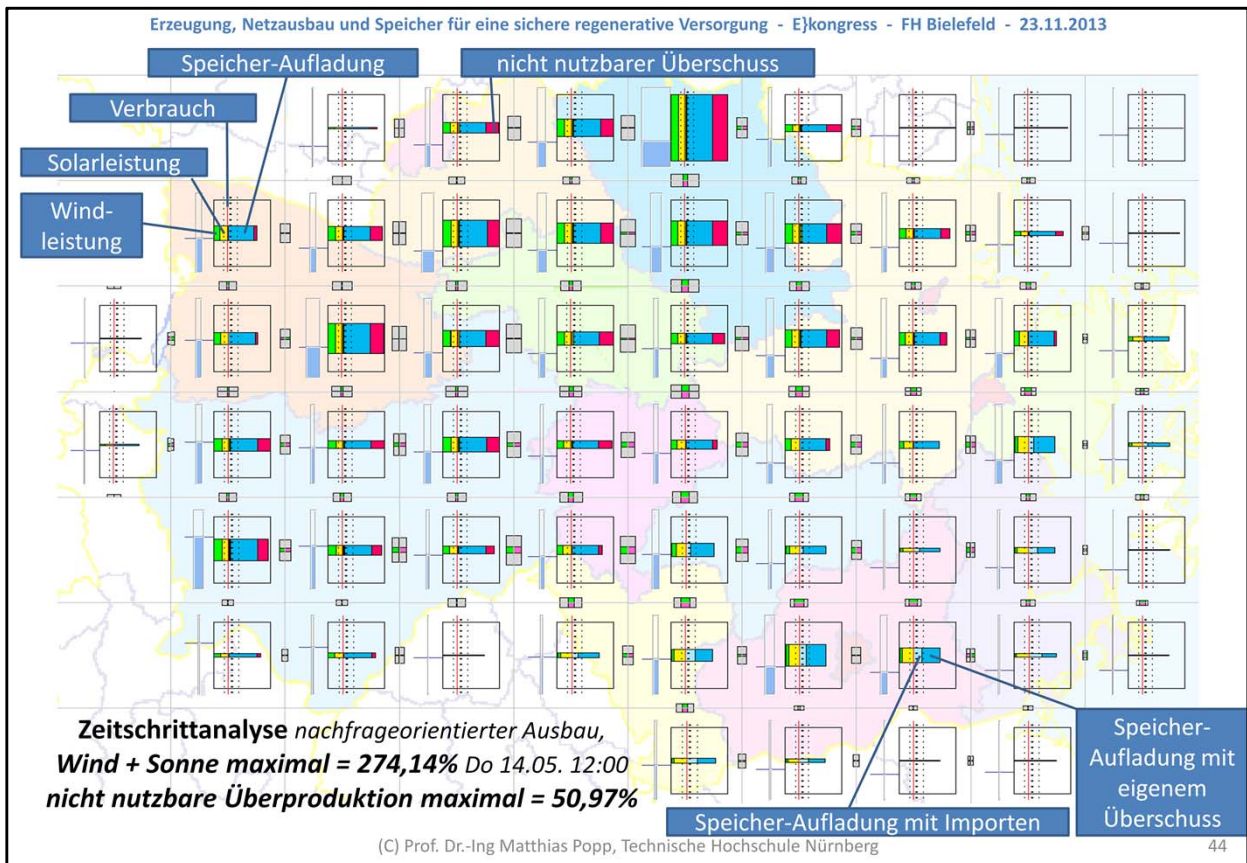 Erzeugung, Netzausbau und Speicher für eine sichere regenerative Versorgung - E}kongress - FH Bielefeld - 23.11.2013
Speicher-Aufladung
nicht nutzbarer Überschuss
Verbrauch
Solarleistung
Wind-
leistung
Zeitschrittanalyse nachfrageorientierter Ausbau,
Wind + Sonne maximal = 274,14% Do 14.05. 12:00
nicht nutzbare Überproduktion maximal = 50,97%
Speicher-
Aufladung mit
eigenem
Überschuss
Speicher-Aufladung mit Importen
(C) Prof. Dr.-Ing Matthias Popp, Technische Hochschule Nürnberg
44